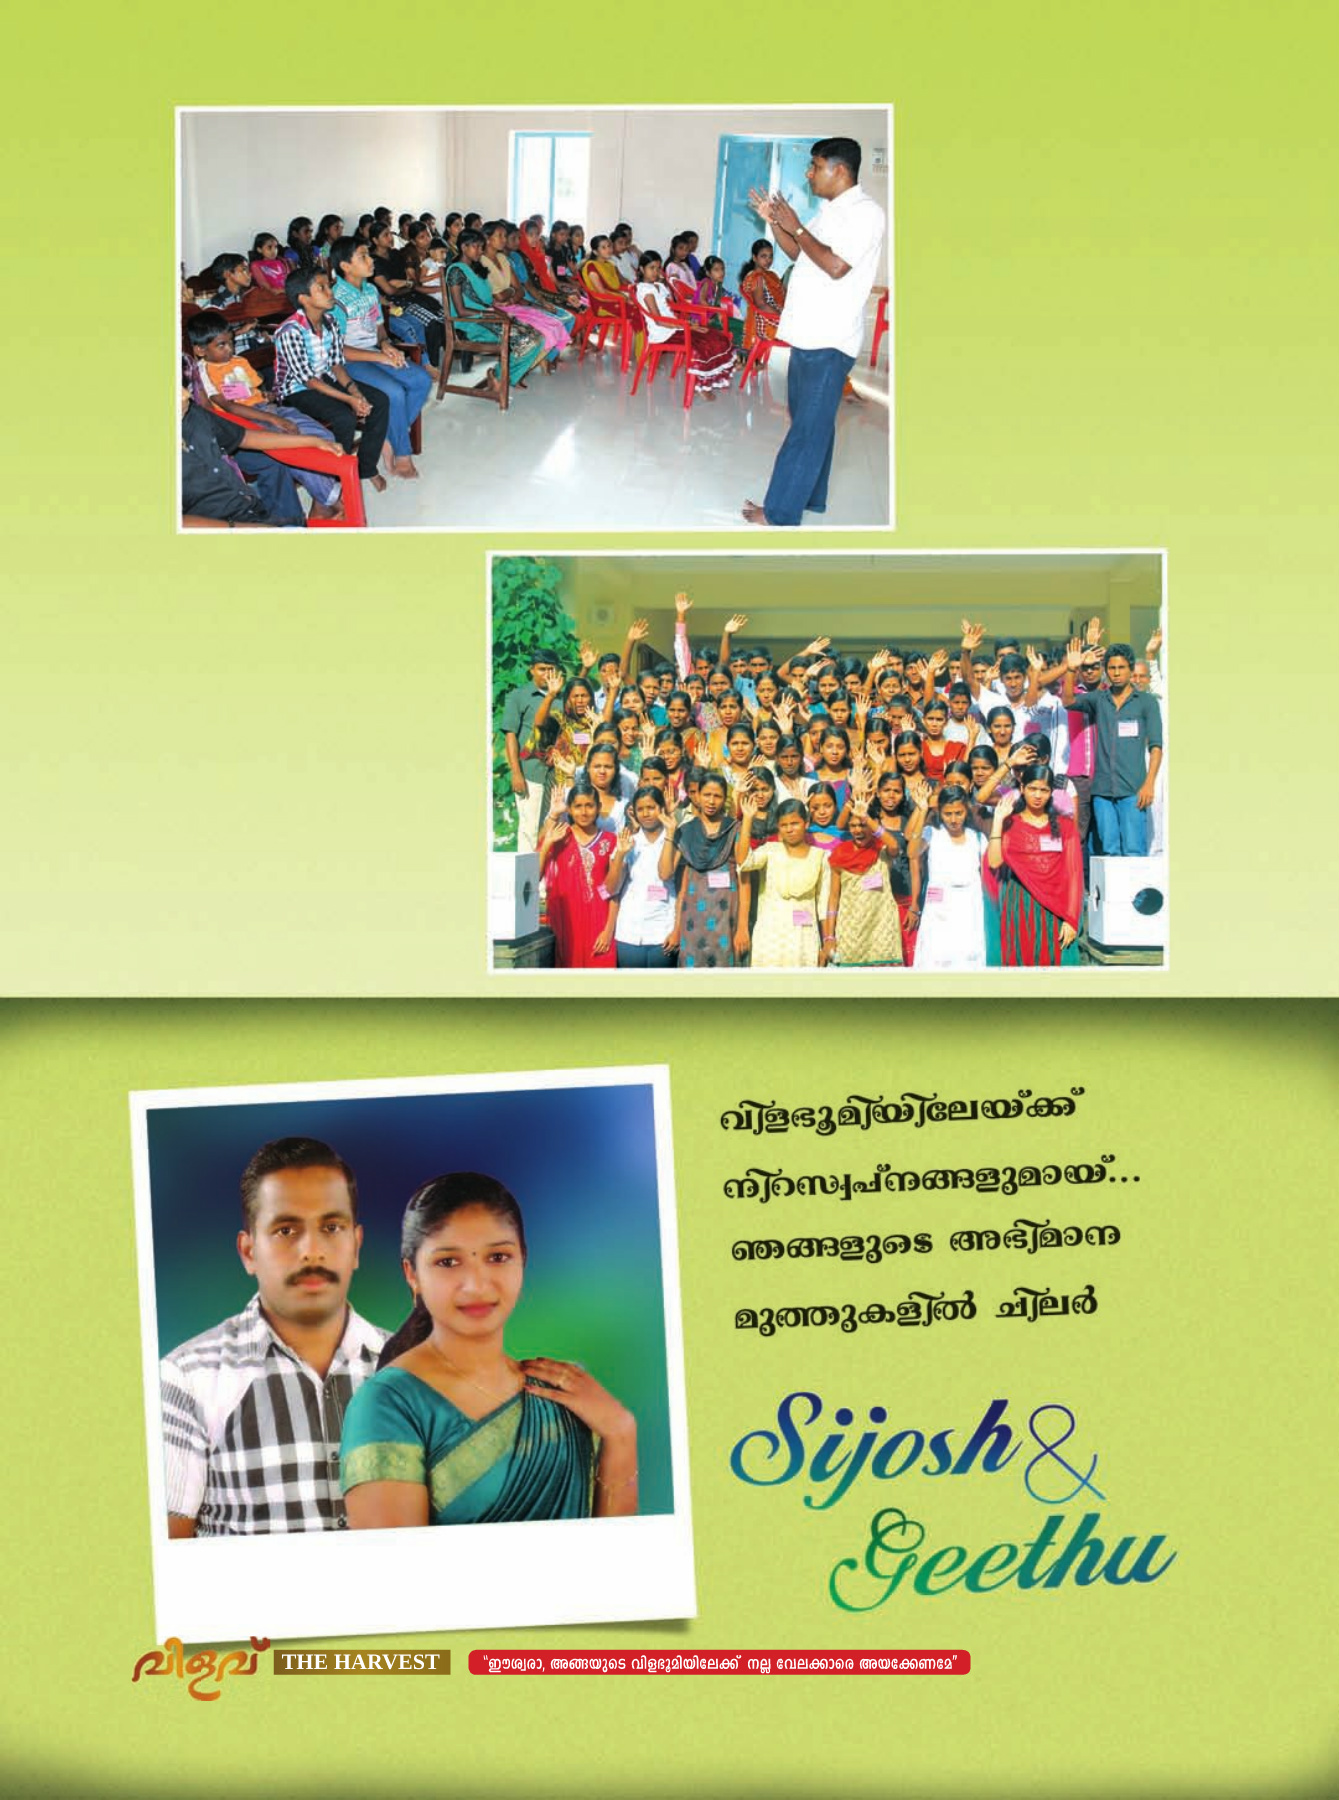 വിളഭൂമിയിലേയ്ക്ക്
നിറസ്വപ്നങ്ങളുമായ്...
ഞങ്ങളുടെ അഭിമാന
മുത്തുകളിൽ ചിലർ
Sijosh &
Geethu
വിളവ് THE HARVEST "ഈശ്വരാ, അങ്ങയുടെ വിളഭൂമിയിലേക്ക് നല്ല വേലക്കാരെ അയക്കേണമേ"